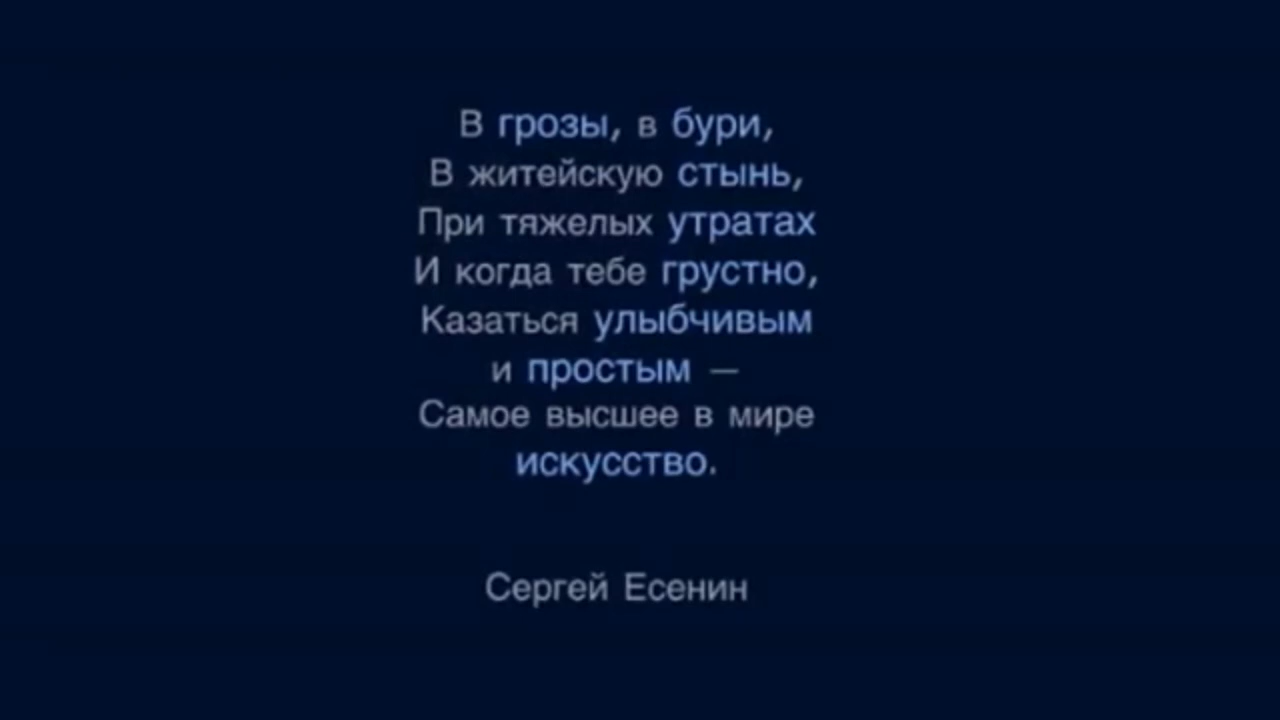 В грозы, в бури,
В житейскую стынь,
При тяжелых утратах
И когда тебе грустно,
Казаться улыбчивым
и простым —
Самое высшее в мире
искусство.
Сергей Есенин